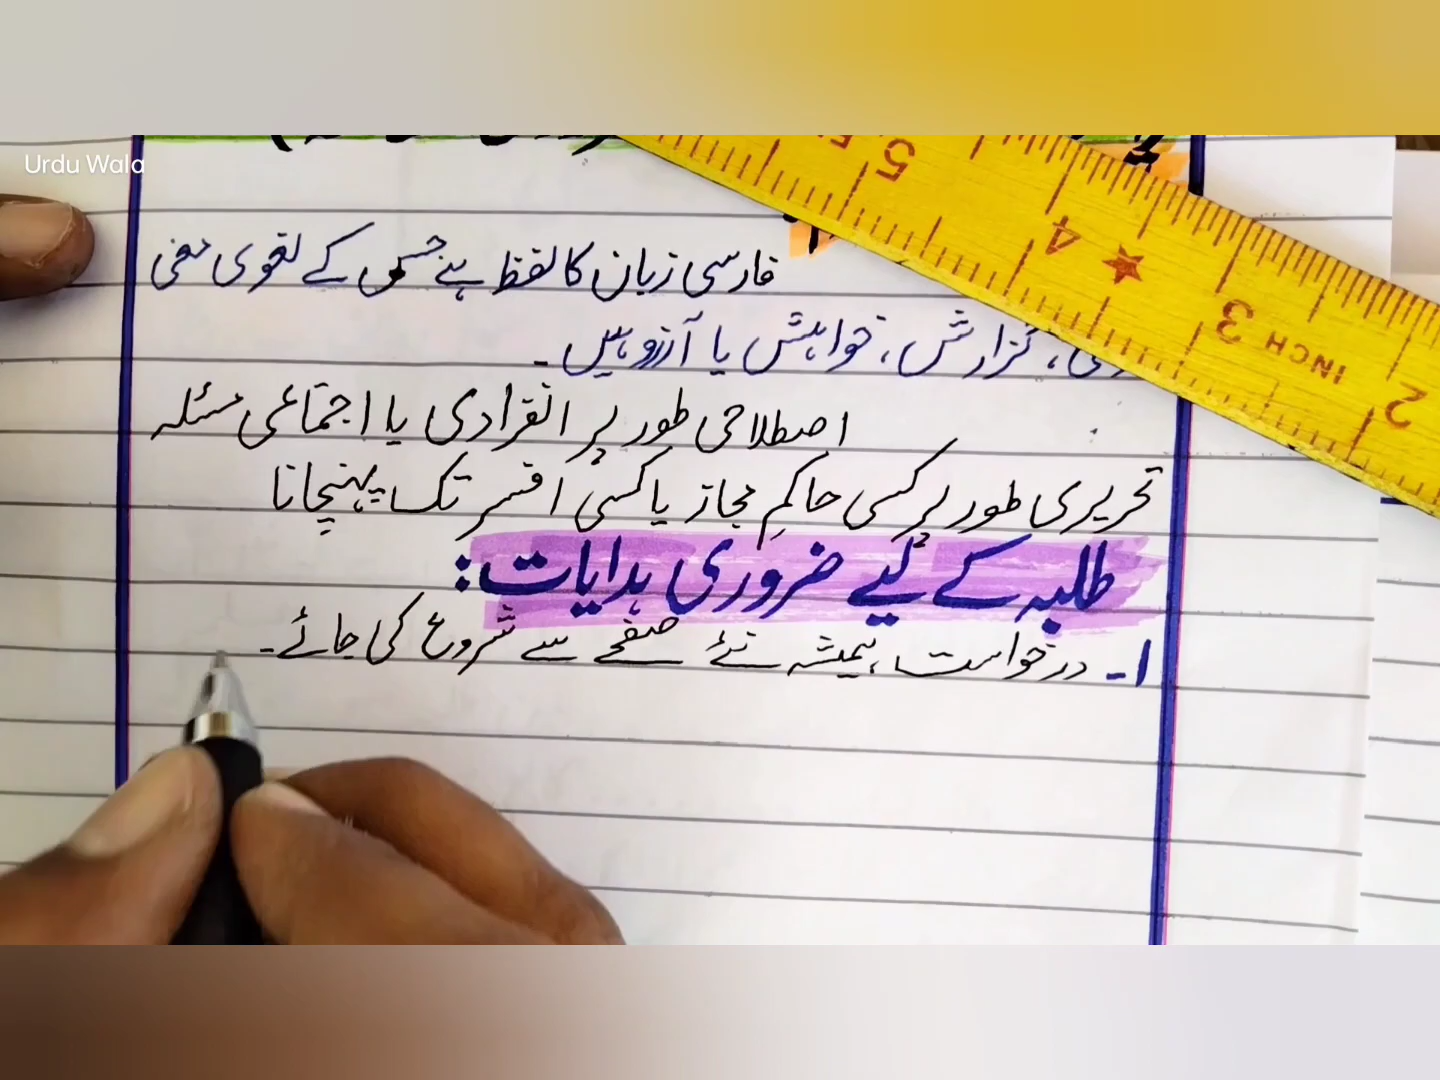 Urdu Wala
فارسی زبان کا لفظ ہے جس کے لغوی معنی
گزارش، خواہش یا آرزو ہیں۔
اصطلاحی طور پر انفرادی یا اجتماعی مسئلہ
تحریری طور پر کسی حاکمِ مجاز یا کسی افسر تک پہنچانا
طلبہ کے لیے ضروری ہدایات:
۱۔ درخواست ہمیشہ نئے صفحے سے شروع کی جائے۔
5
4
3
INCH
2